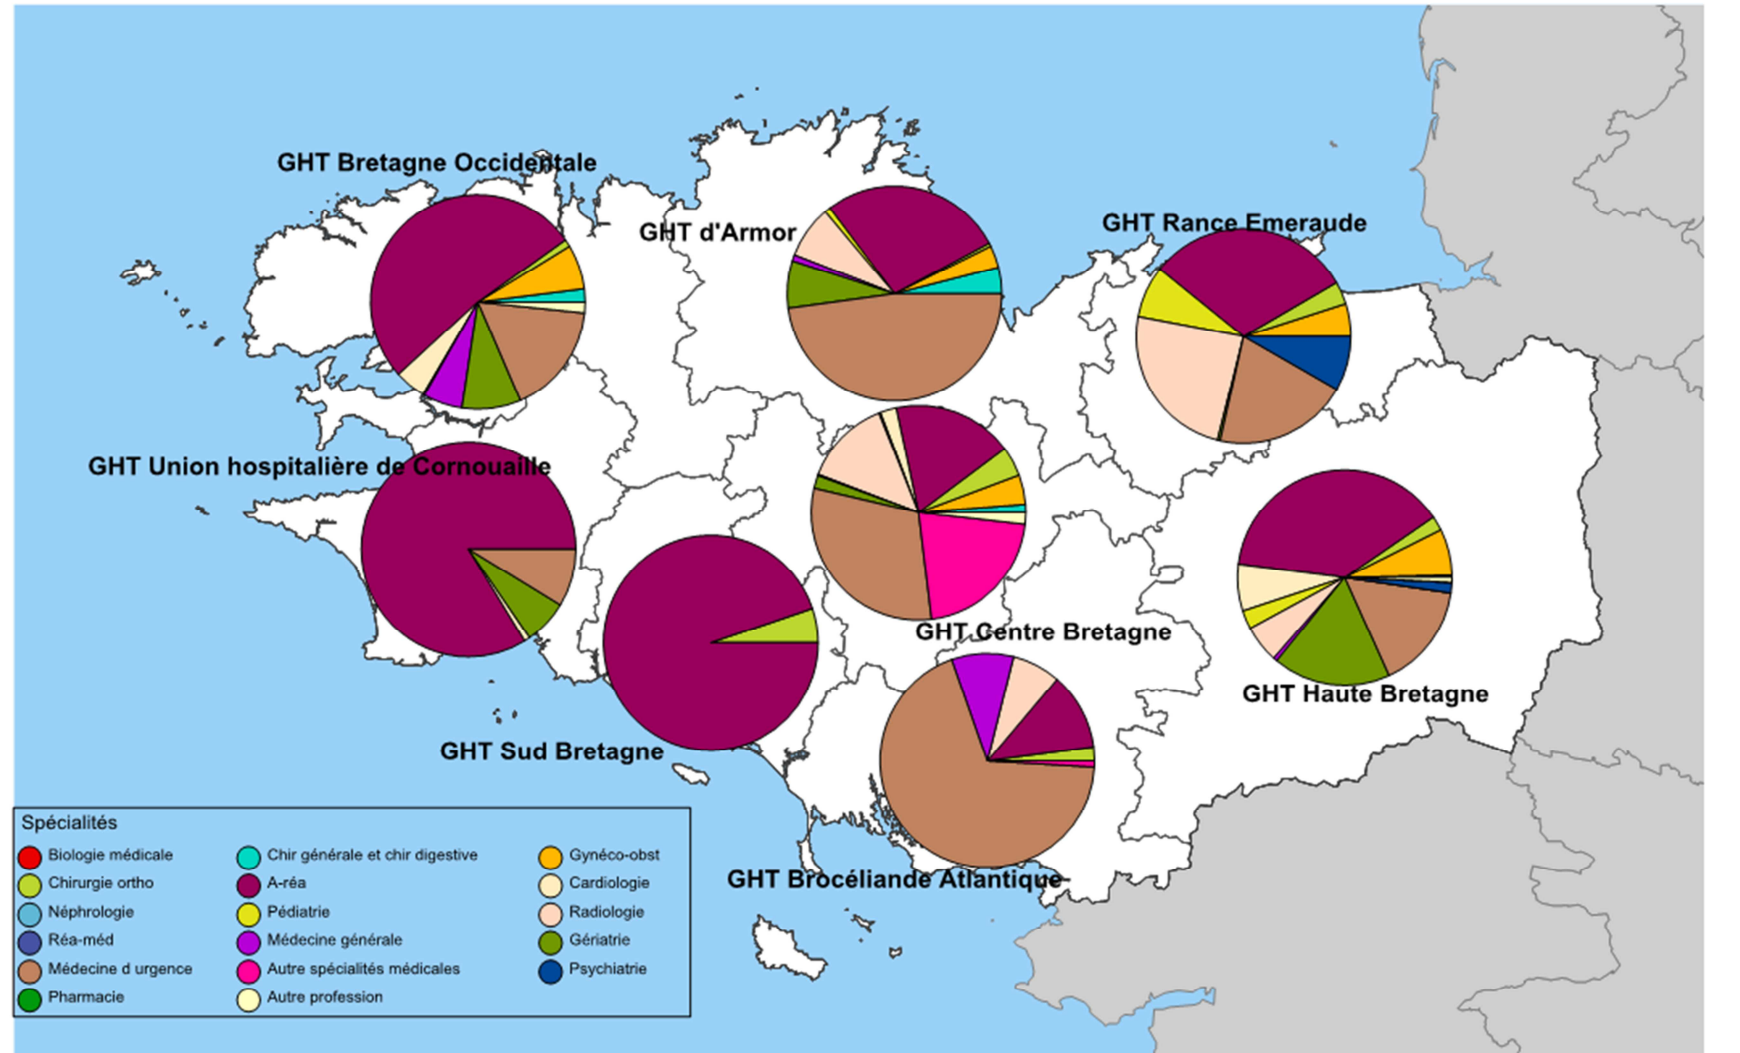 GHT Bretagne Occidentale
GHT d'Armor
GHT Rance Emeraude
GHT Union hospitalière de Cornouaille
GHT Centre Bretagne
GHT Haute Bretagne
GHT Sud Bretagne
GHT Brocéliande Atlantique
Spécialités
Biologie médicale
Chirurgie ortho
Néphrologie
Réa-méd
Médecine d urgence
Pharmacie
Chir générale et chir digestive
A-réa
Pédiatrie
Médecine générale
Autre spécialités médicales
Autre profession
Gynéco-obst
Cardiologie
Radiologie
Gériatrie
Psychiatrie